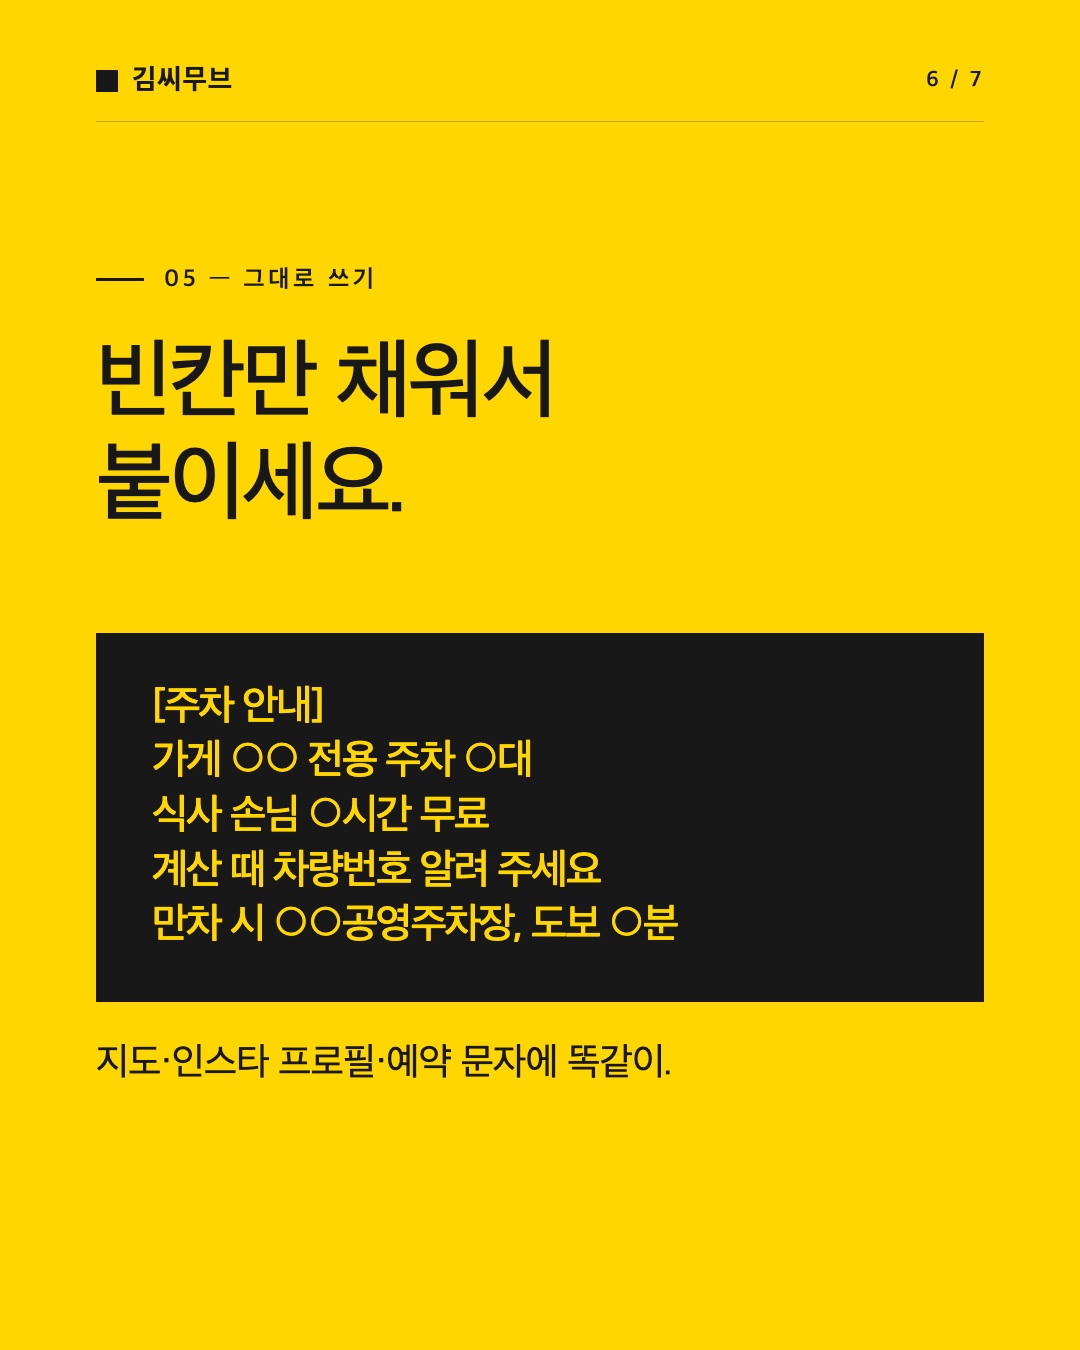 김씨무브
6 / 7
05 — 그대로 쓰기
빈칸만 채워서
붙이세요.
[주차 안내]
가게 ○○ 전용 주차 ○대
식사 손님 ○시간 무료
계산 때 차량번호 알려 주세요
만차 시 ○○공영주차장, 도보 ○분
지도·인스타 프로필·예약 문자에 똑같이.